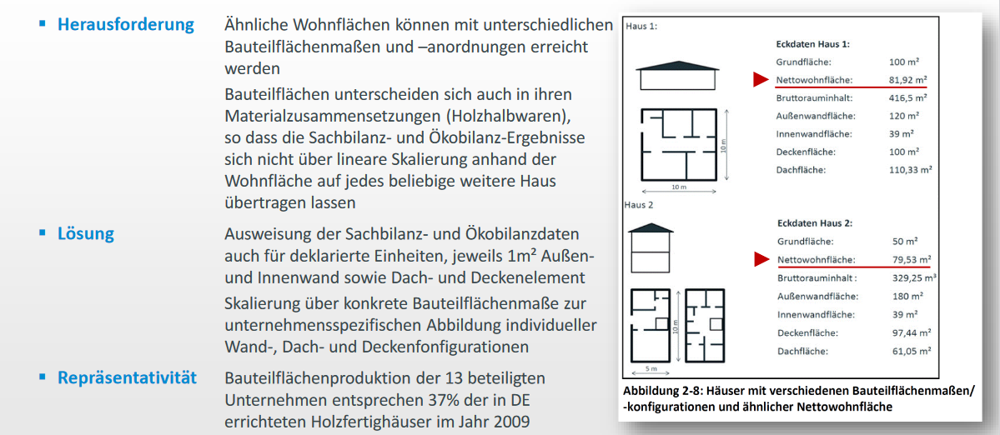 ▪ Herausforderung
Ähnliche Wohnflächen können mit unterschiedlichen
Bauteilflächenmaßen und –anordnungen erreicht
werden
Bauteilflächen unterscheiden sich auch in ihren
Materialzusammensetzungen (Holzhalbwaren),
so dass die Sachbilanz- und Ökobilanz-Ergebnisse
sich nicht über lineare Skalierung anhand der
Wohnfläche auf jedes beliebige weitere Haus
übertragen lassen
▪ Lösung
Ausweisung der Sachbilanz- und Ökobilanzdaten
auch für deklarierte Einheiten, jeweils 1m² Außen-
und Innenwand sowie Dach- und Deckenelement
Skalierung über konkrete Bauteilflächenmaße zur
unternehmensspezifischen Abbildung individueller
Wand-, Dach- und Deckenfonfigurationen
▪ Repräsentativität
Bauteilflächenproduktion der 13 beteiligten
Unternehmen entsprechen 37% der in DE
errichteten Holzfertighäuser im Jahr 2009
Haus 1:
Eckdaten Haus 1:
Grundfläche: 100 m²
Nettowohnfläche: 81,92 m²
Bruttorauminhalt: 416,5 m²
Außenwandfläche: 120 m²
Innenwandfläche: 39 m²
Deckenfläche: 100 m²
Dachfläche: 110,33 m²
10 m
10 m
Haus 2
Eckdaten Haus 2:
Grundfläche: 50 m²
Nettowohnfläche: 79,53 m²
Bruttorauminhalt : 329,25 m³
Außenwandfläche: 180 m²
Innenwandfläche: 39 m²
Deckenfläche: 97,44 m²
Dachfläche: 61,05 m²
10 m
5 m
Abbildung 2-8: Häuser mit verschiedenen Bauteilflächenmaßen/
-konfigurationen und ähnlicher Nettowohnfläche